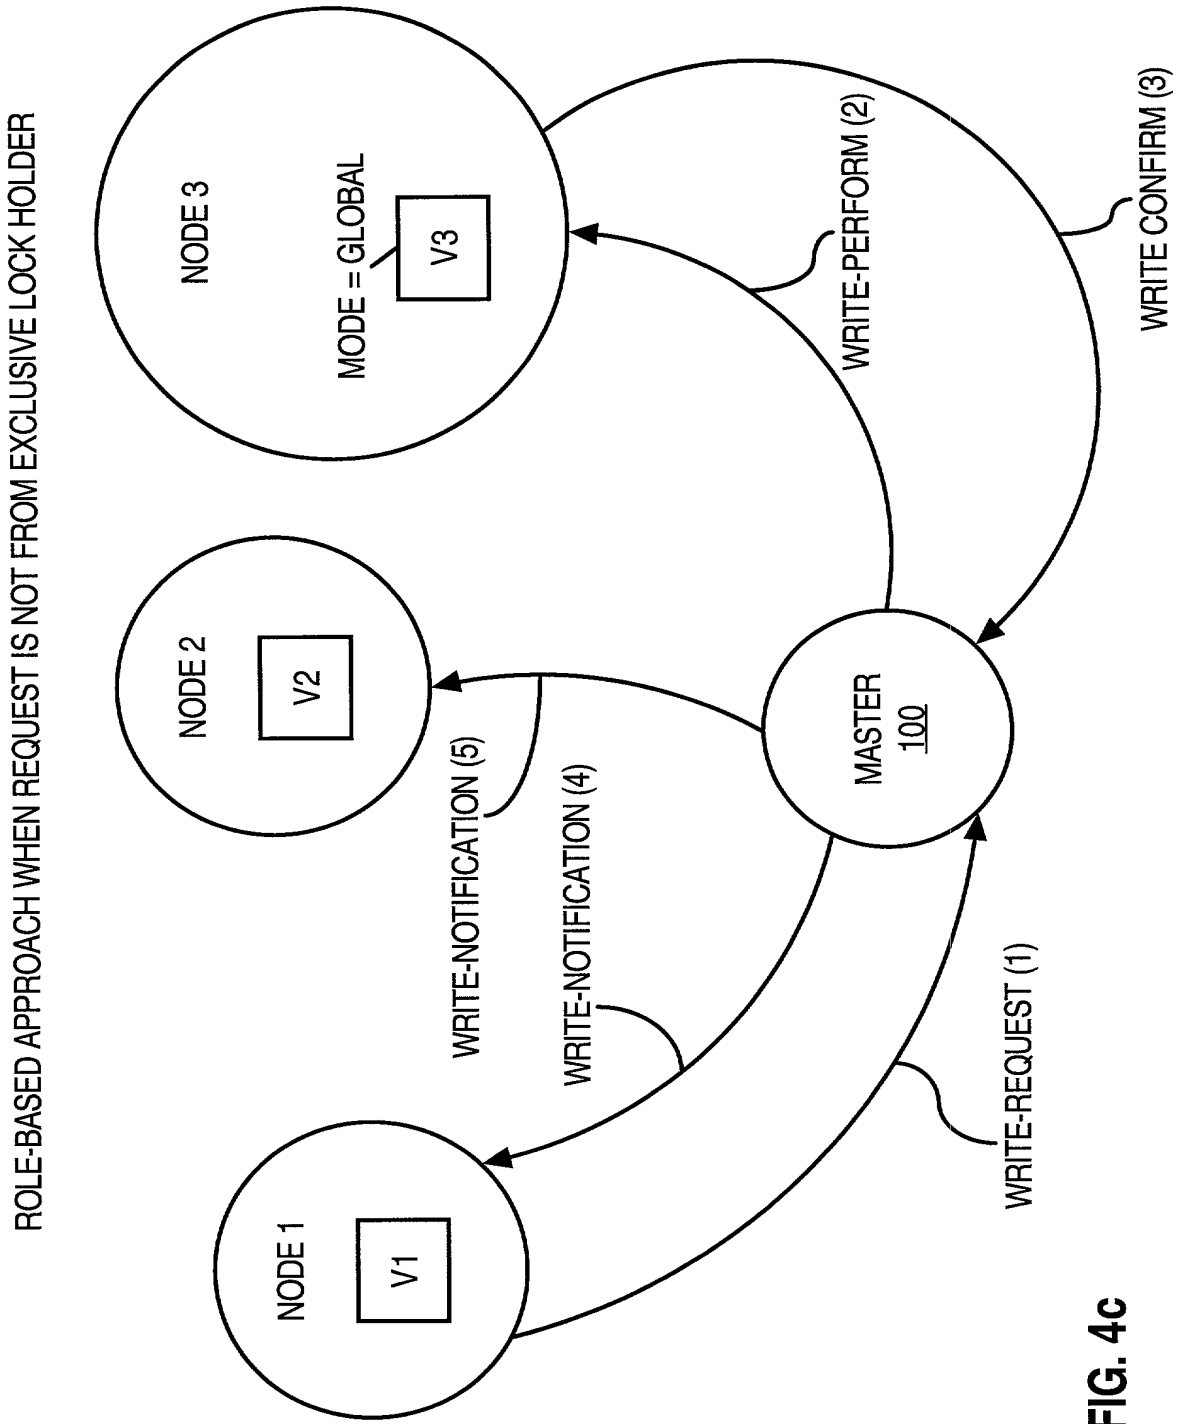 ROLE-BASED APPROACH WHEN REQUEST IS NOT FROM EXCLUSIVE LOCK HOLDER
NODE 1
V1
NODE 2
V2
NODE 3
MODE = GLOBAL
V3
WRITE-NOTIFICATION (5)
WRITE-NOTIFICATION (4)
WRITE-PERFORM (2)
MASTER
100
WRITE-REQUEST (1)
WRITE CONFIRM (3)
FIG. 4c